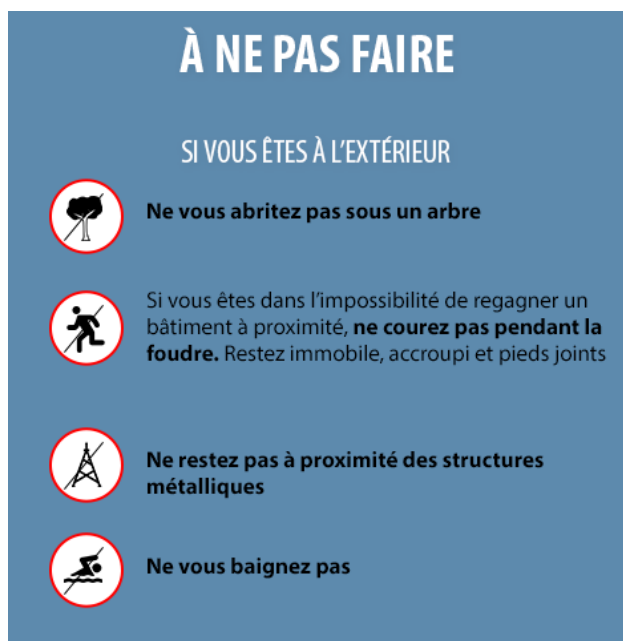 À NE PAS FAIRE
SI VOUS ÊTES À L'EXTÉRIEUR
Ne vous abritez pas sous un arbre
Si vous êtes dans l'impossibilité de regagner un
bâtiment à proximité, ne courez pas pendant la
foudre. Restez immobile, accroupi et pieds joints
Ne restez pas à proximité des structures
métalliques
Ne vous baignez pas